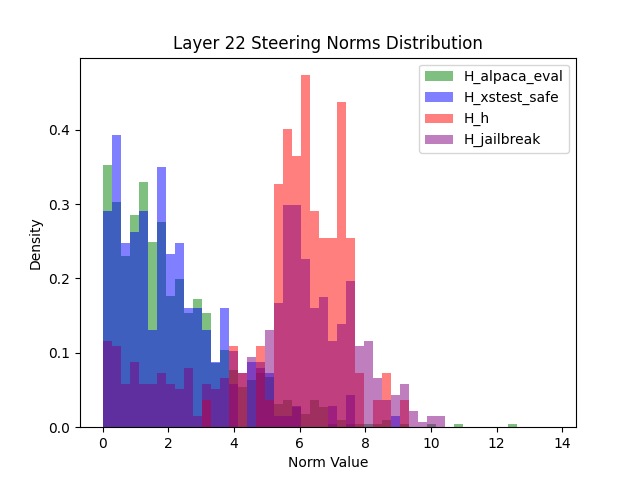 Layer 22 Steering Norms Distribution
H_alpaca_eval
H_xstest_safe
H_h
H_jailbreak
Density
0.4
0.3
0.2
0.1
0.0
0 2 4 6 8 10 12 14
Norm Value